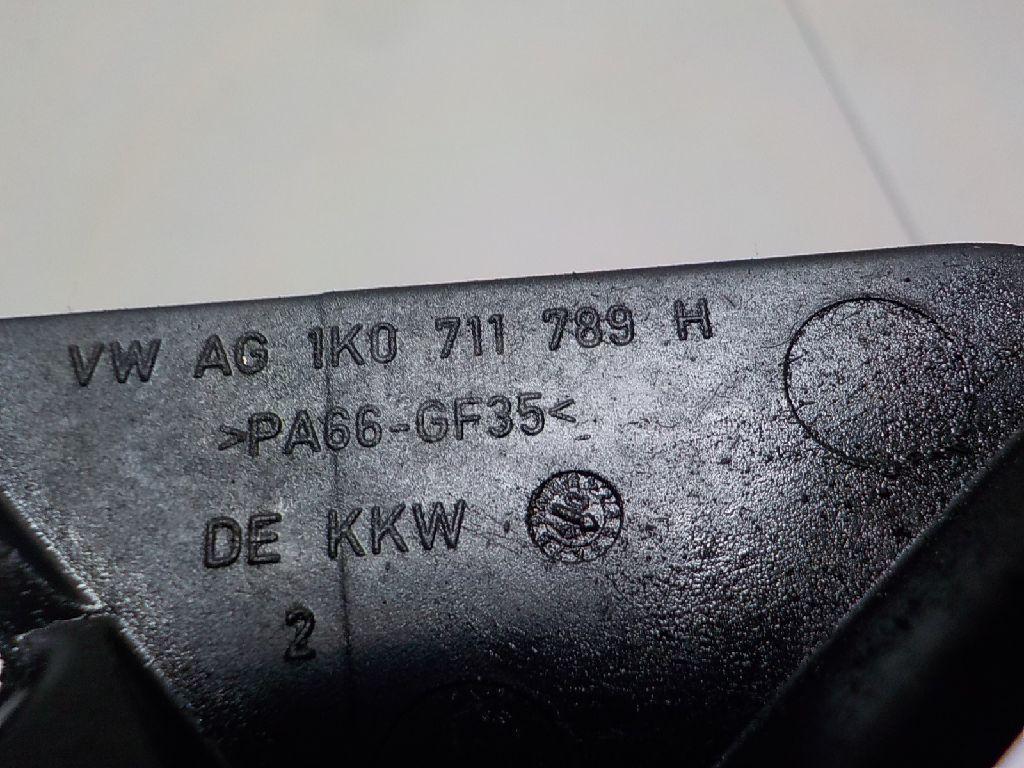 VW AG 1K0 711 789 H
>PA66-GF35<
DE KKW
2